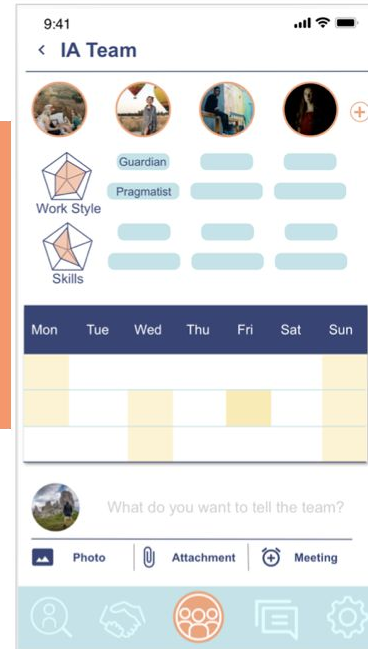 9:41
< IA Team
Guardian
Pragmatist
Work Style
Skills
Mon Tue Wed Thu Fri Sat Sun
What do you want to tell the team?
Photo Attachment Meeting